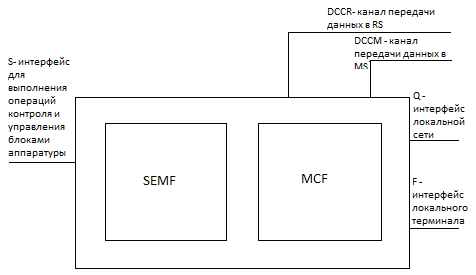 DCCR- канал передачи
данных в RS
DCCM - канал
передачи данных в
MS
S- интерфейс
для
выполнения
операций
контроля и
управления
блоками
аппаратуры
Q -
интерфейс
локальной
сети
SEMF
MCF
F -
интерфейс
локального
терминала